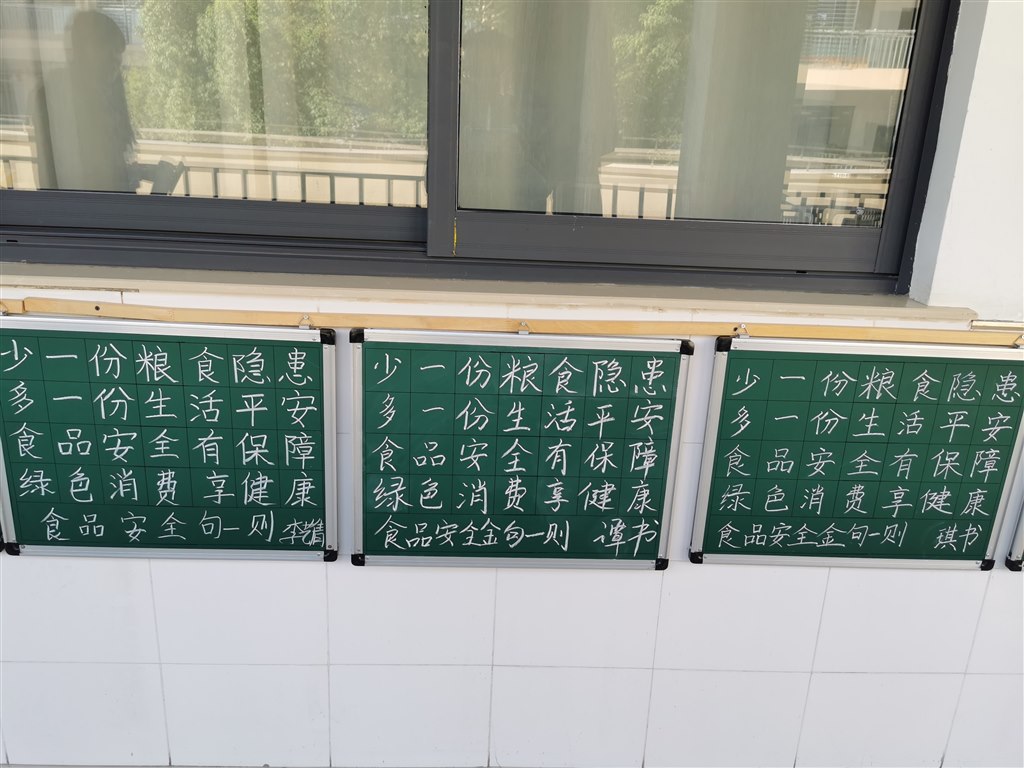 少一份粮食隐患
多一份生活平安
食品安全有保障
绿色消费享健康
食品安全句一则
少一份粮食隐患
多一份生活平安
食品安全有保障
绿色消费享健康
食品安全金句一则 谭书
少一份粮食隐患
多一份生活平安
食品安全有保障
绿色消费享健康
食品安全金句一则 琪书